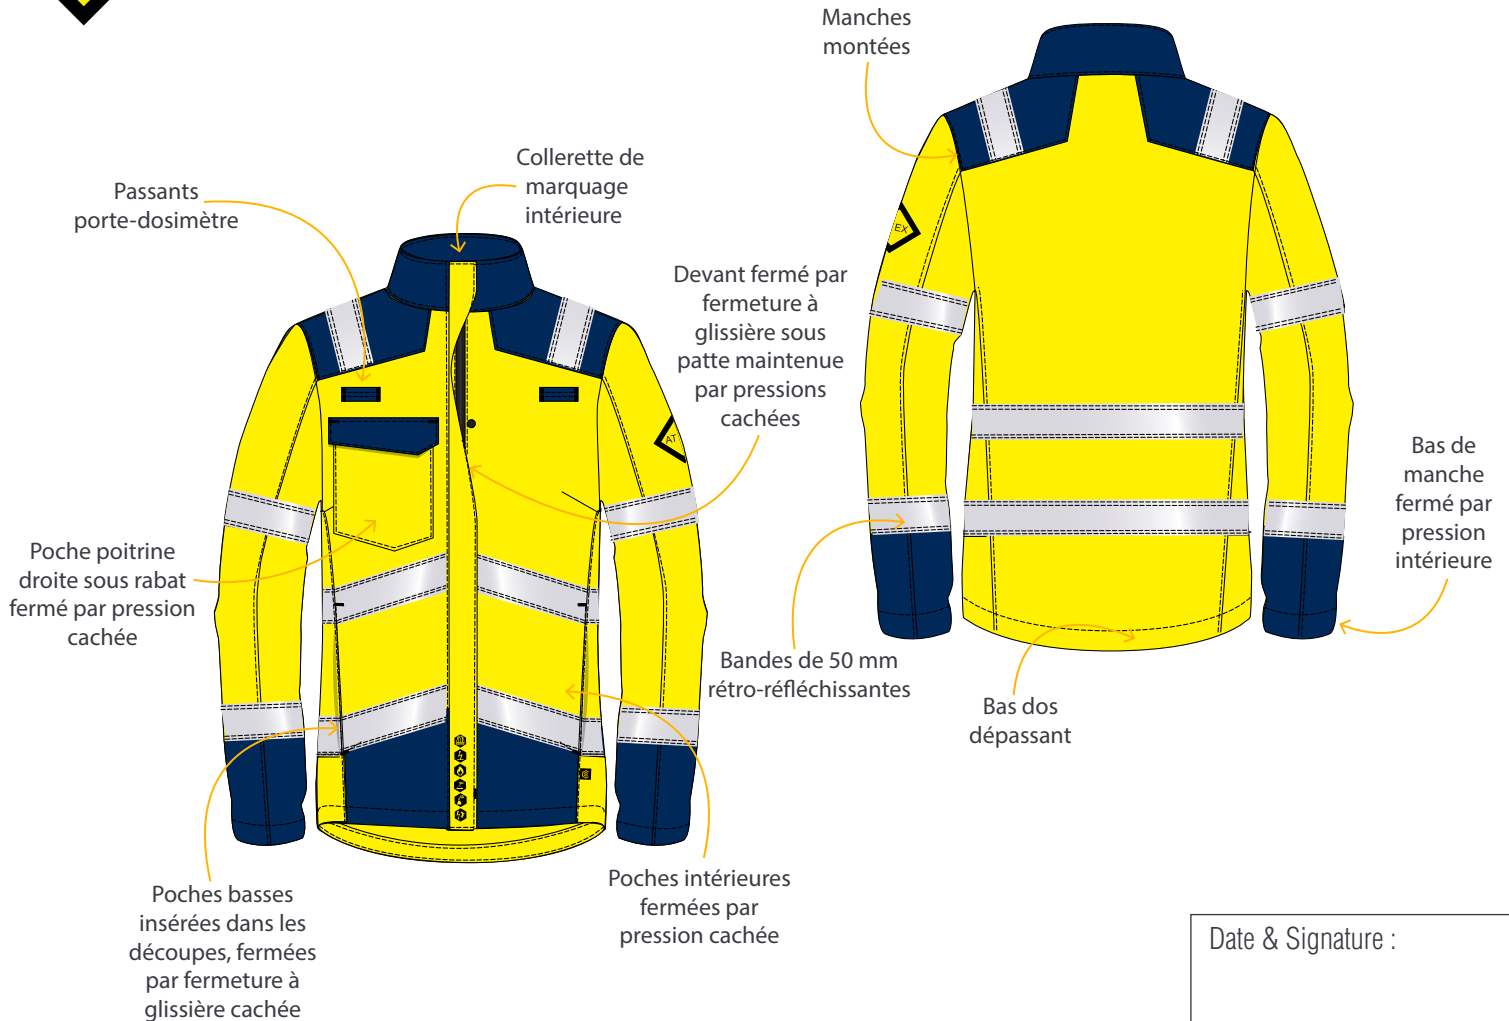 Manches
montées
Collerette de
marquage
intérieure
Passants
porte-dosimètre
Devant fermé par
fermeture à
glissière sous
patte maintenue
par pressions
cachées
EX
AT
Bas de
manche
fermé par
pression
intérieure
Poche poitrine
droite sous rabat
fermé par pression
cachée
Bandes de 50 mm
rétro-réfléchissantes
Bas dos
dépassant
Poches basses
insérées dans les
découpes, fermées
par fermeture à
glissière cachée
Poches intérieures
fermées par
pression cachée
Date & Signature :